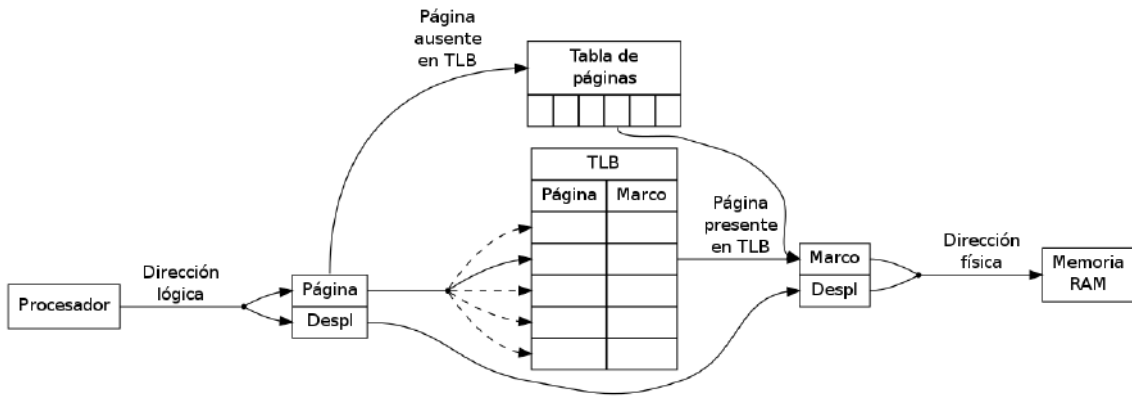 Página
ausente
en TLB
Tabla de
páginas
TLB
Página
Marco
Página
presente
en TLB
Procesador
Dirección
lógica
Página
Despl
Marco
Despl
Dirección
física
Memoria
RAM